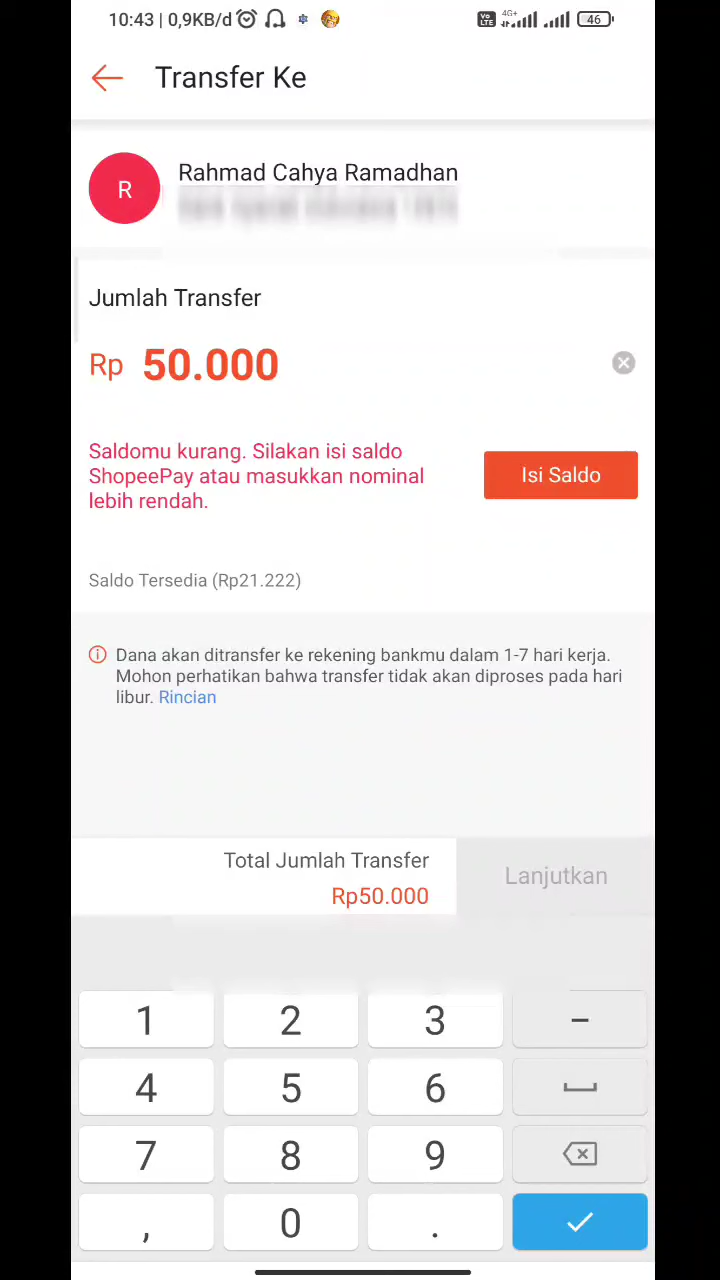 10:43 | 0,9KB/d
Vo LTE 4G+ 46
Transfer Ke
R
Rahmad Cahya Ramadhan
Jumlah Transfer
Rp 50.000
Saldomu kurang. Silakan isi saldo
ShopeePay atau masukkan nominal
lebih rendah.
Isi Saldo
Saldo Tersedia (Rp21.222)
Dana akan ditransfer ke rekening bankmu dalam 1-7 hari kerja.
Mohon perhatikan bahwa transfer tidak akan diproses pada hari
libur. Rincian
Total Jumlah Transfer
Rp50.000
Lanjutkan
1 2 3 –
4 5 6
7 8 9
, 0 .